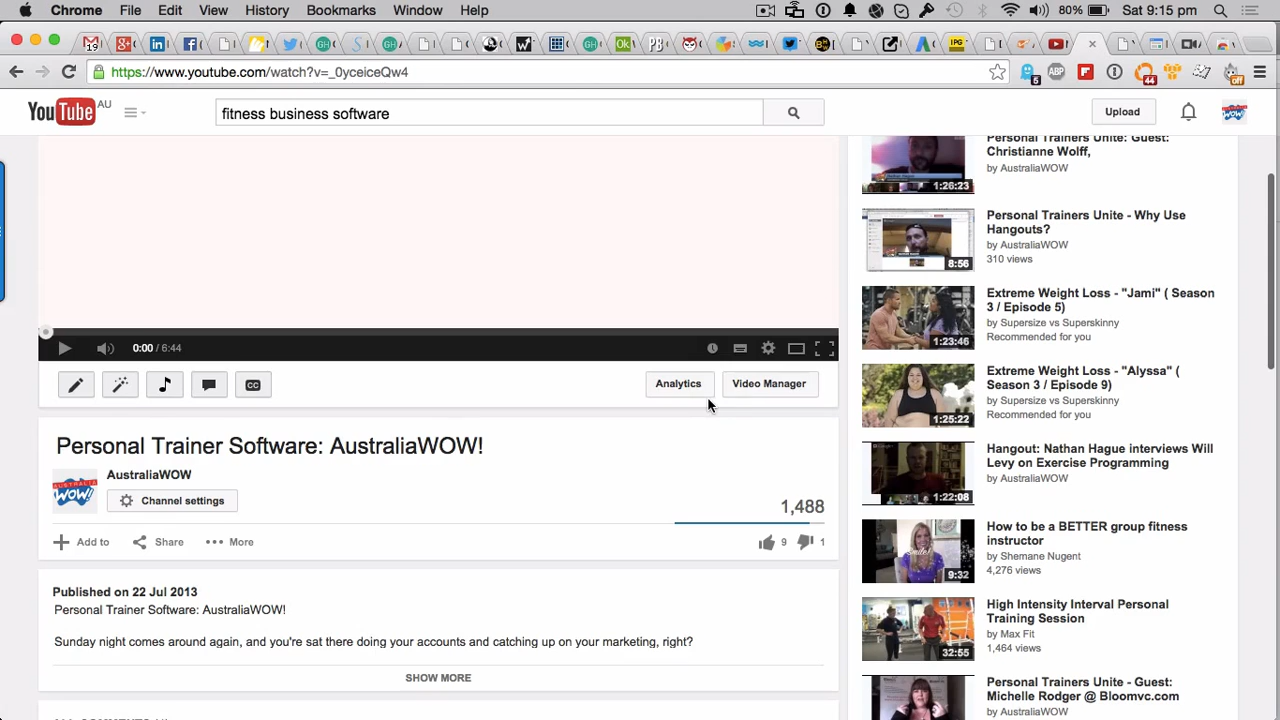 Chrome File Edit View History Bookmarks Window Help 80% Sat 9:15 pm
19
https://www.youtube.com/watch?v=_0yceiceQw4
5 ABP 44 off
YouTube AU
fitness business software
Upload
0:00 / 6:44
CC
Analytics
Video Manager
Personal Trainer Software: AustraliaWOW!
AUSTRALIA
WOW!
AustraliaWOW
Channel settings
1,488
Add to
Share
More
9
1
Published on 22 Jul 2013
Personal Trainer Software: AustraliaWOW!
Sunday night comes around again, and you're sat there doing your accounts and catching up on your marketing, right?
SHOW MORE
Personal Trainers Unite: Guest:
Christianne Wolff,
by AustraliaWOW
1:26:23
Personal Trainers Unite - Why Use
Hangouts?
by AustraliaWOW
310 views
8:56
Extreme Weight Loss - "Jami" ( Season
3 / Episode 5)
by Supersize vs Superskinny
Recommended for you
1:23:46
Extreme Weight Loss - "Alyssa" (
Season 3 / Episode 9)
by Supersize vs Superskinny
Recommended for you
1:25:22
Hangout: Nathan Hague interviews Will
Levy on Exercise Programming
by AustraliaWOW
1:22:08
How to be a BETTER group fitness
instructor
by Shemane Nugent
4,276 views
9:32
High Intensity Interval Personal
Training Session
by Max Fit
1,464 views
32:55
Personal Trainers Unite - Guest:
Michelle Rodger @ Bloomvc.com
by AustraliaWOW